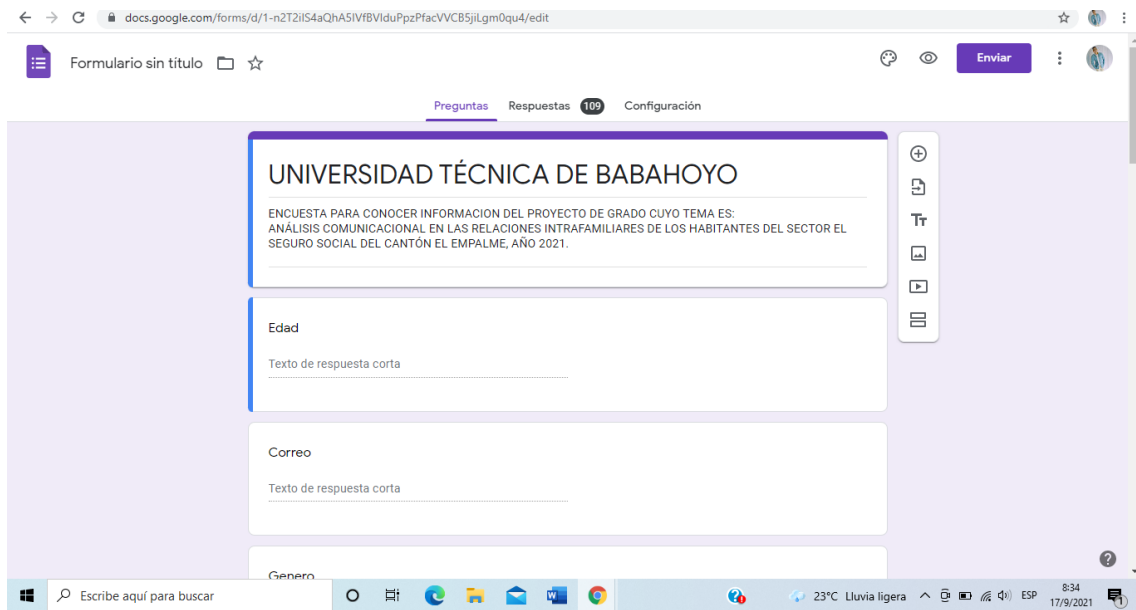 docs.google.com/forms/d/1-n2T2iIS4aQhA5IVfBVIduPpzPfacVVCB5jiLgm0qu4/edit
Formulario sin título
Enviar
Preguntas Respuestas 109 Configuración
UNIVERSIDAD TÉCNICA DE BABAHOYO
ENCUESTA PARA CONOCER INFORMACION DEL PROYECTO DE GRADO CUYO TEMA ES:
ANÁLISIS COMUNICACIONAL EN LAS RELACIONES INTRAFAMILIARES DE LOS HABITANTES DEL SECTOR EL
SEGURO SOCIAL DEL CANTÓN EL EMPALME, AÑO 2021.
Tт
Edad
Texto de respuesta corta
Correo
Texto de respuesta corta
Genero
Escribe aquí para buscar
23°C Lluvia ligera
ESP
8:34
17/9/2021
1